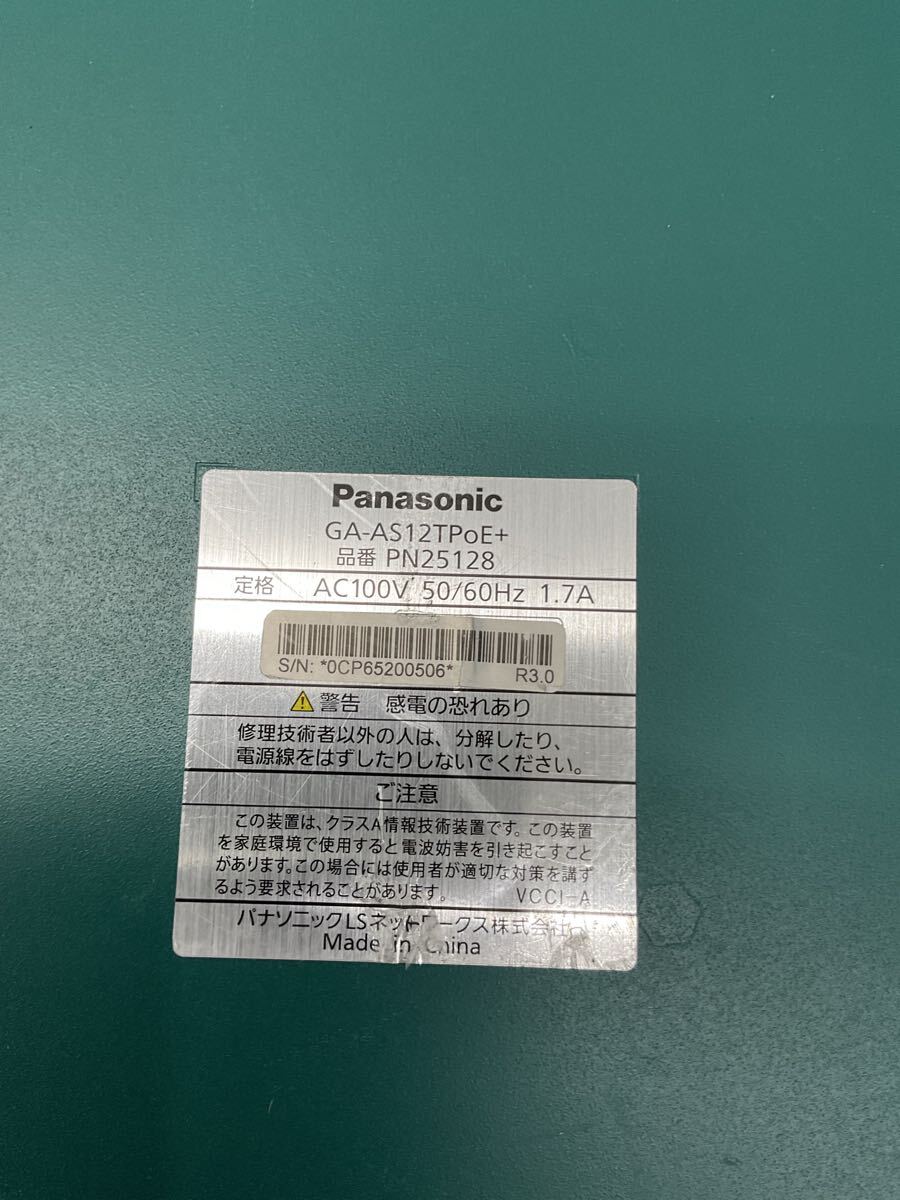 Panasonic
GA-AS12TPoE+
品番 PN25128
定格 AC100V 50/60Hz 1.7A
S/N: *0CP65200506*
R3.0
警告 感電の恐れあり
修理技術者以外の人は、分解したり、
電源線をはずしたりしないでください。
ご注意
この装置は、クラスA情報技術装置です。この装置
を家庭環境で使用すると電波妨害を引き起こすこと
があります。この場合には使用者が適切な対策を講ず
るよう要求されることがあります。 VCCI-A
パナソニックLSネットワークス株式会社
Made in China